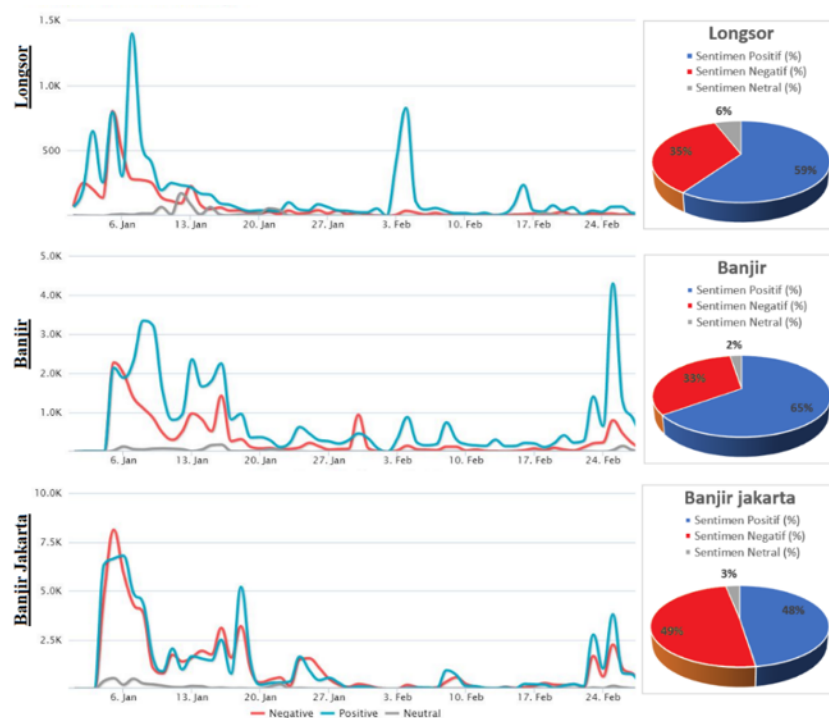 Longsor
1.5K
1.0K
500
6. Jan
13. Jan
20. Jan
27. Jan
3. Feb
10. Feb
17. Feb
24. Feb
Longsor
Sentimen Positif (%)
Sentimen Negatif (%)
Sentimen Netral (%)
6%
35%
59%
Banjir
5.0K
4.0K
3.0K
2.0K
1.0K
6. Jan
13. Jan
20. Jan
27. Jan
3. Feb
10. Feb
17. Feb
24. Feb
Banjir
Sentimen Positif (%)
Sentimen Negatif (%)
Sentimen Netral (%)
2%
33%
65%
Banjir Jakarta
10.0K
7.5K
5.0K
2.5K
6. Jan
13. Jan
20. Jan
27. Jan
3. Feb
10. Feb
17. Feb
24. Feb
Negative Positive Neutral
Banjir jakarta
Sentimen Positif (%)
Sentimen Negatif (%)
Sentimen Netral (%)
3%
49%
48%